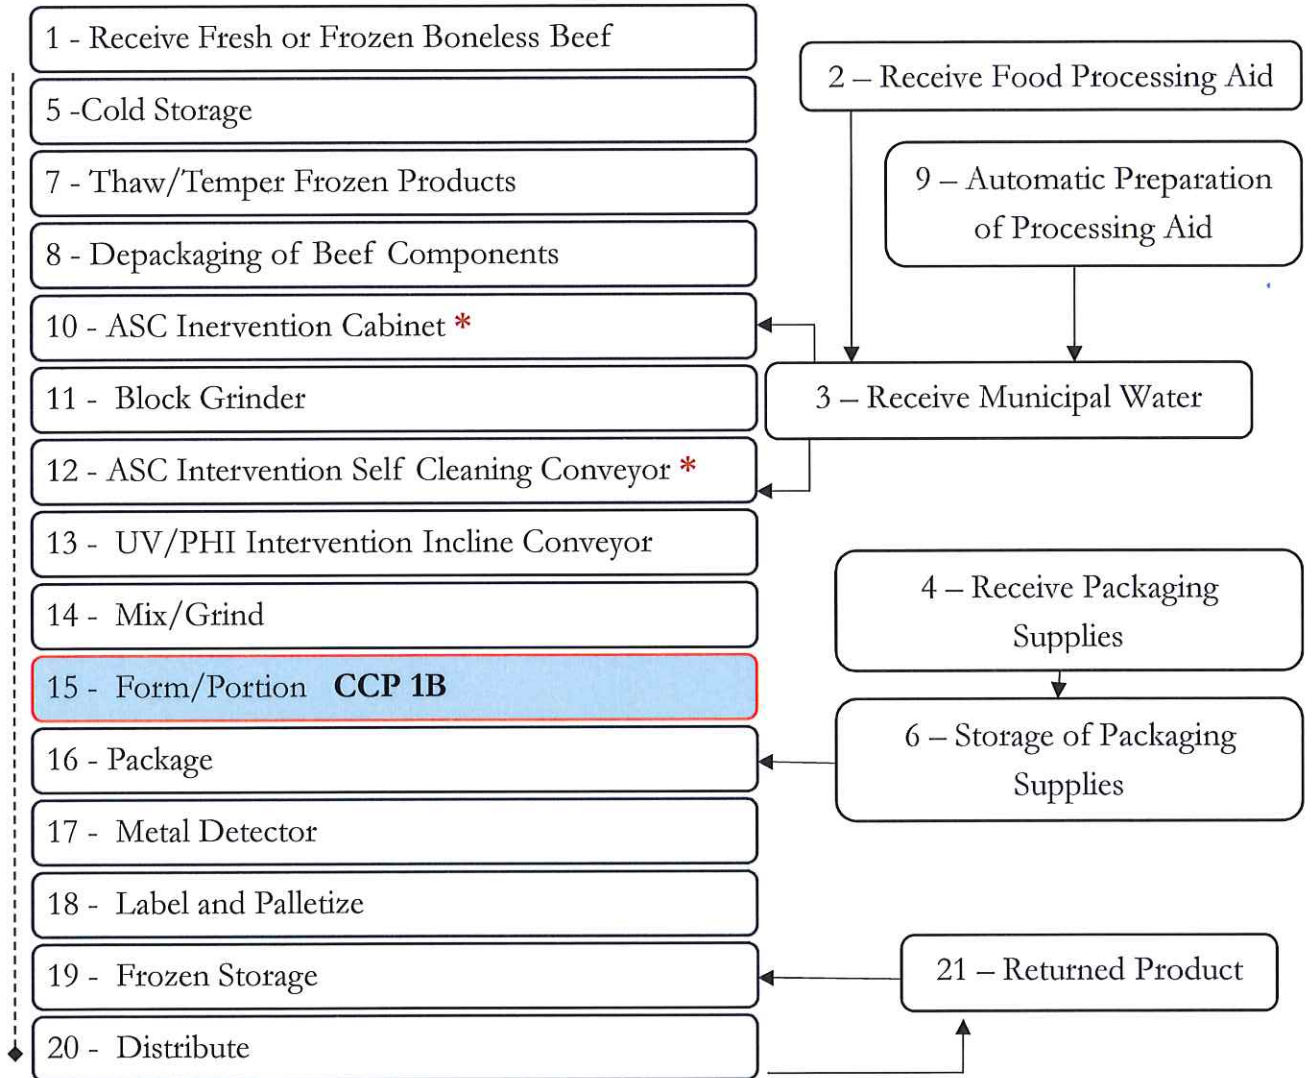 1 - Receive Fresh or Frozen Boneless Beef
2 – Receive Food Processing Aid
5 -Cold Storage
7 - Thaw/Temper Frozen Products
9 – Automatic Preparation
of Processing Aid
8 - Depackaging of Beef Components
10 - ASC Inervention Cabinet *
11 - Block Grinder
3 – Receive Municipal Water
12 - ASC Intervention Self Cleaning Conveyor *
13 - UV/PHI Intervention Incline Conveyor
14 - Mix/Grind
4 – Receive Packaging
Supplies
15 - Form/Portion CCP 1B
16 - Package
6 – Storage of Packaging
Supplies
17 - Metal Detector
18 - Label and Palletize
19 - Frozen Storage
21 – Returned Product
20 - Distribute